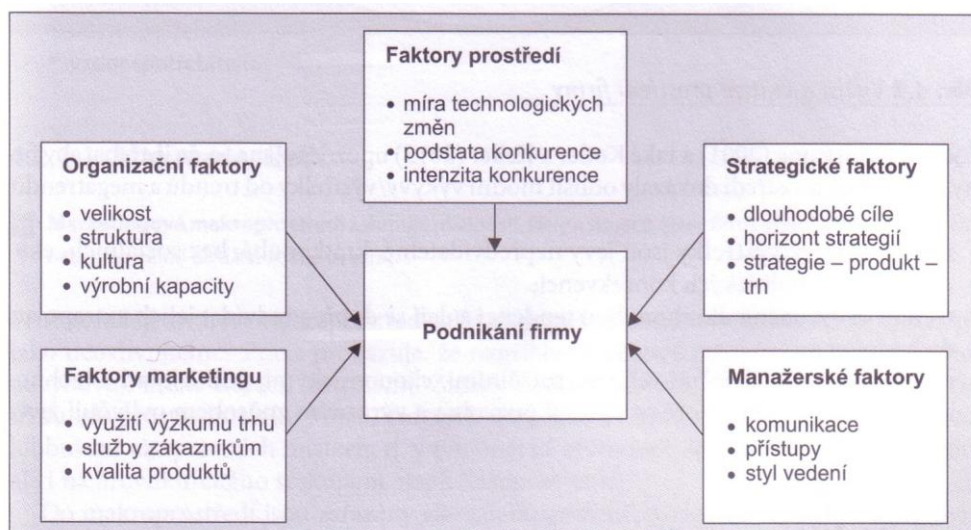 Faktory prostředí
• míra technologických
změn
• podstata konkurence
• intenzita konkurence
Organizační faktory
• velikost
• struktura
• kultura
• výrobní kapacity
Strategické faktory
• dlouhodobé cíle
• horizont strategií
• strategie – produkt –
trh
Podnikání firmy
Faktory marketingu
• využití výzkumu trhu
• služby zákazníkům
• kvalita produktů
Manažerské faktory
• komunikace
• přístupy
• styl vedení